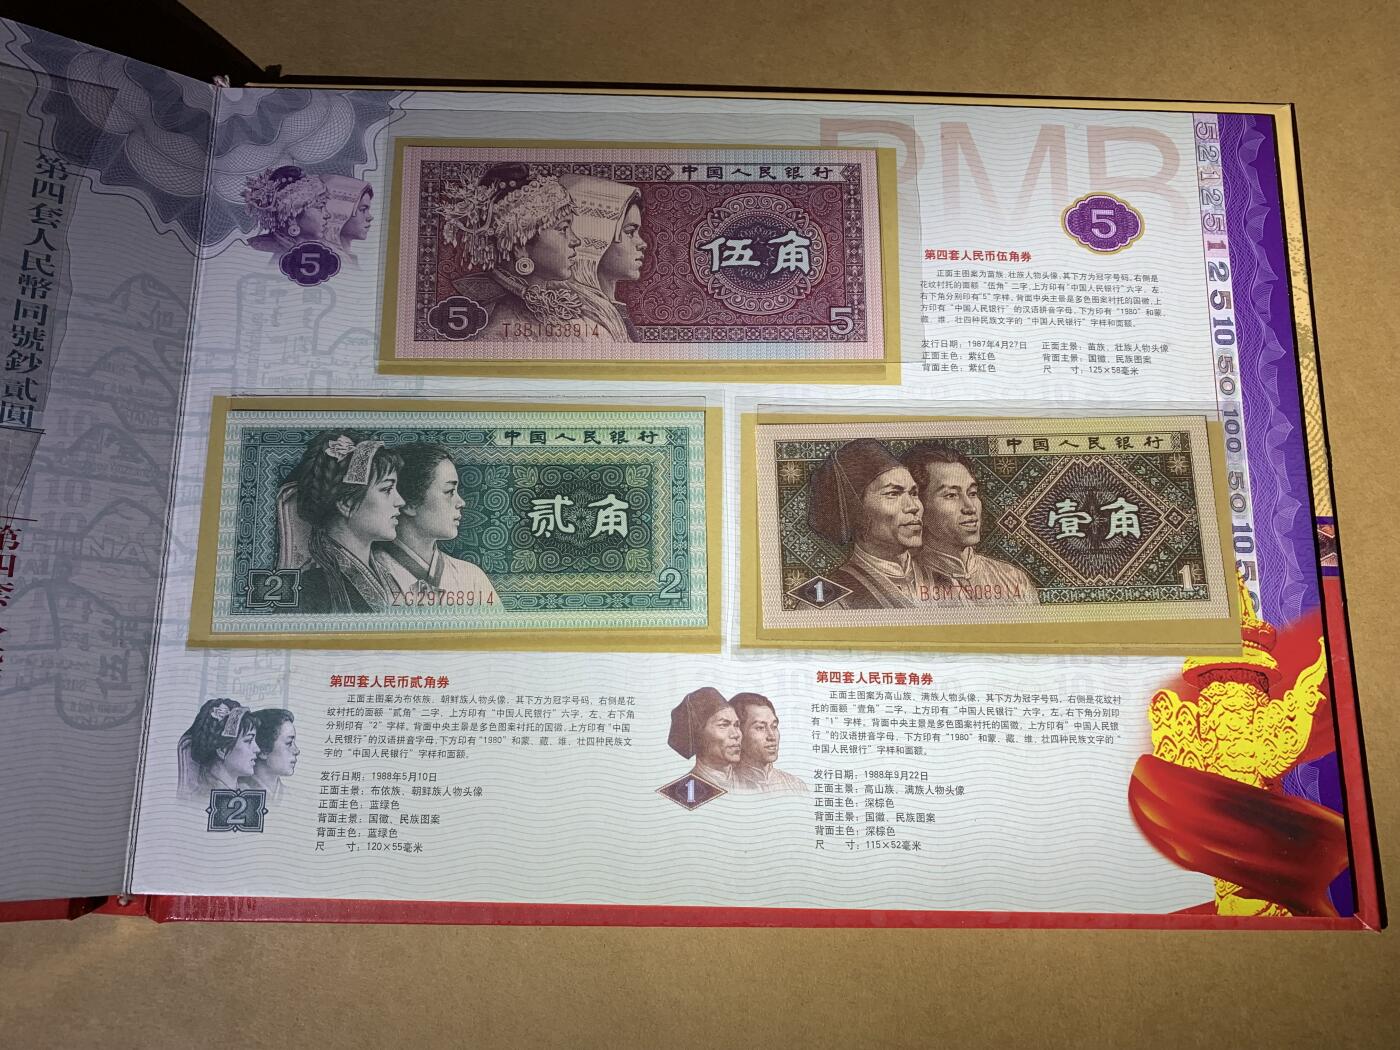 第四套人民幣同號鈔貳圓
RMB
5
中国人民银行
伍角
5
T3B1038914
5
5
第四套人民币伍角券
正面主图案为苗族、壮族人物头像,其下方为冠字号码。右侧是
花纹衬托的面额“伍角”二字,上方印有“中国人民银行”六字,左、
右下角分别印有“5”字样。背面中央主景是多色图案衬托的国徽,上
方印有“中国人民银行”的汉语拼音字母,下方印有“1980”和蒙、
藏、维、壮四种民族文字的“中国人民银行”字样和面额。
发行日期:1987年4月27日 正面主景:苗族、壮族人物头像
正面主色:紫红色 背面主景:国徽、民族图案
背面主色:紫红色 尺 寸:125×58毫米
中国人民银行
贰角
2
ZC29768914
2
中国人民银行
壹角
1
B3M7508914
1
第四套人民币贰角券
正面主图案为布依族、朝鲜族人物头像,其下方为冠字号码,右侧是花
纹衬托的面额“贰角”二字,上方印有“中国人民银行”六字,左、右下角
分别印有“2”字样。背面中央主景是多色图案衬托的国徽,上方印有“中国
人民银行”的汉语拼音字母,下方印有“1980”和蒙、藏、维、壮四种民族文
字的“中国人民银行”字样和面额。
发行日期:1988年5月10日
正面主景:布依族、朝鲜族人物头像
正面主色:蓝绿色
背面主景:国徽、民族图案
背面主色:蓝绿色
尺 寸:120×55毫米
2
第四套人民币壹角券
正面主图案为高山族、满族人物头像,其下方为冠字号码,右侧是花纹衬
托的面额“壹角”二字,上方印有“中国人民银行”六字,左、右下角分别印
有“1”字样。背面中央主景是多色图案衬托的国徽、上方印有“中国人民银
行”的汉语拼音字母,下方印有“1980”和蒙、藏、维、壮四种民族文字的“
中国人民银行”字样和面额。
发行日期:1988年9月22日
正面主景:高山族、满族人物头像
正面主色:深棕色
背面主景:国徽、民族图案
背面主色:深棕色
尺 寸:115×52毫米
1
5 2 1 2 5 1 2 5 10 50 100 50 10 5